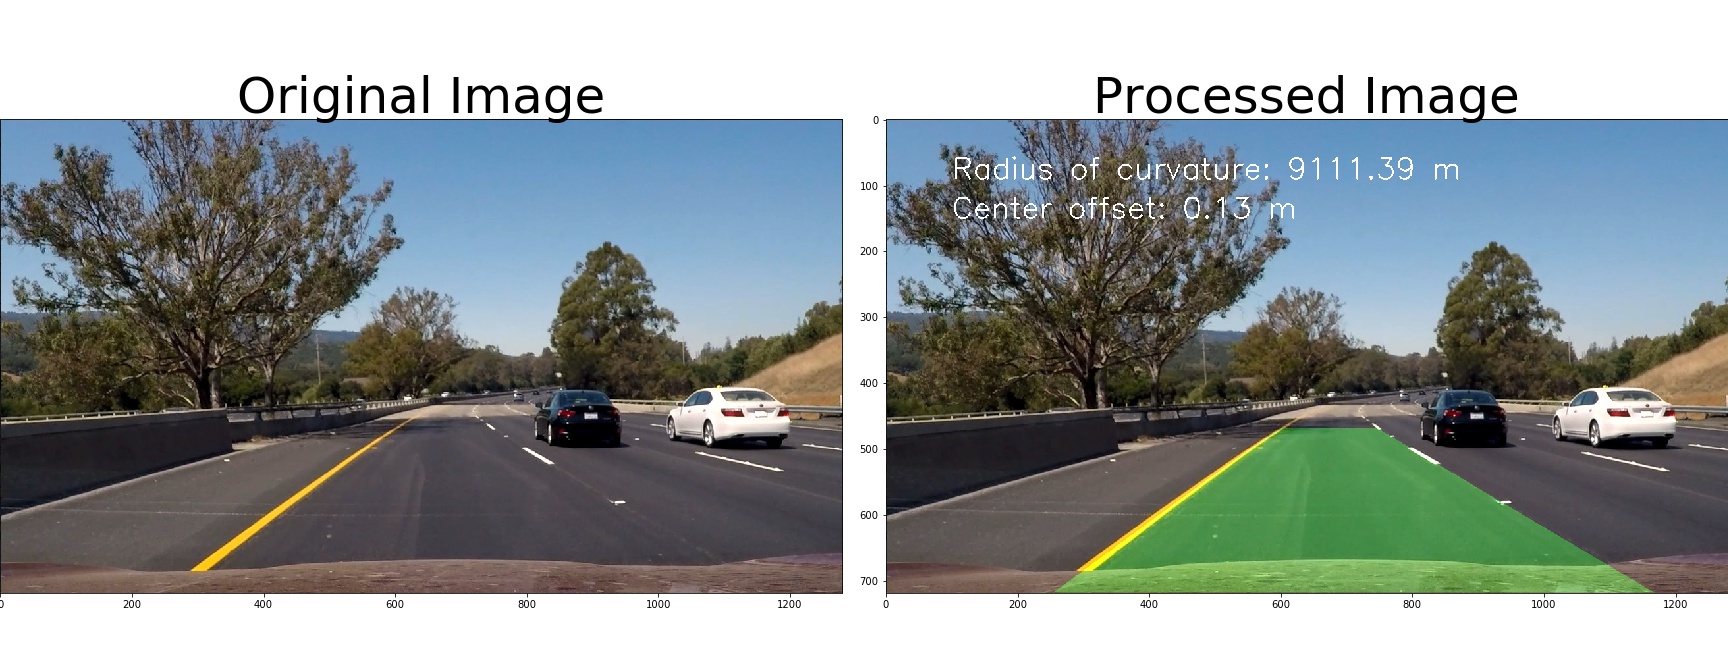 Original Image
Processed Image
Radius of curvature: 9111.39 m
Center offset: 0.13 m
0
100
200
300
400
500
600
700
0 200 400 600 800 1000 1200
0 200 400 600 800 1000 1200